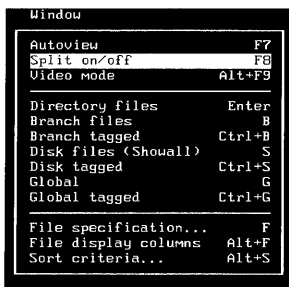 Window
Autoview F7
Split on/off F8
Video mode Alt+F9
Directory files Enter
Branch files B
Branch tagged Ctrl+B
Disk files (Showall) S
Disk tagged Ctrl+S
Global G
Global tagged Ctrl+G
File specification... F
File display columns Alt+F
Sort criteria... Alt+S